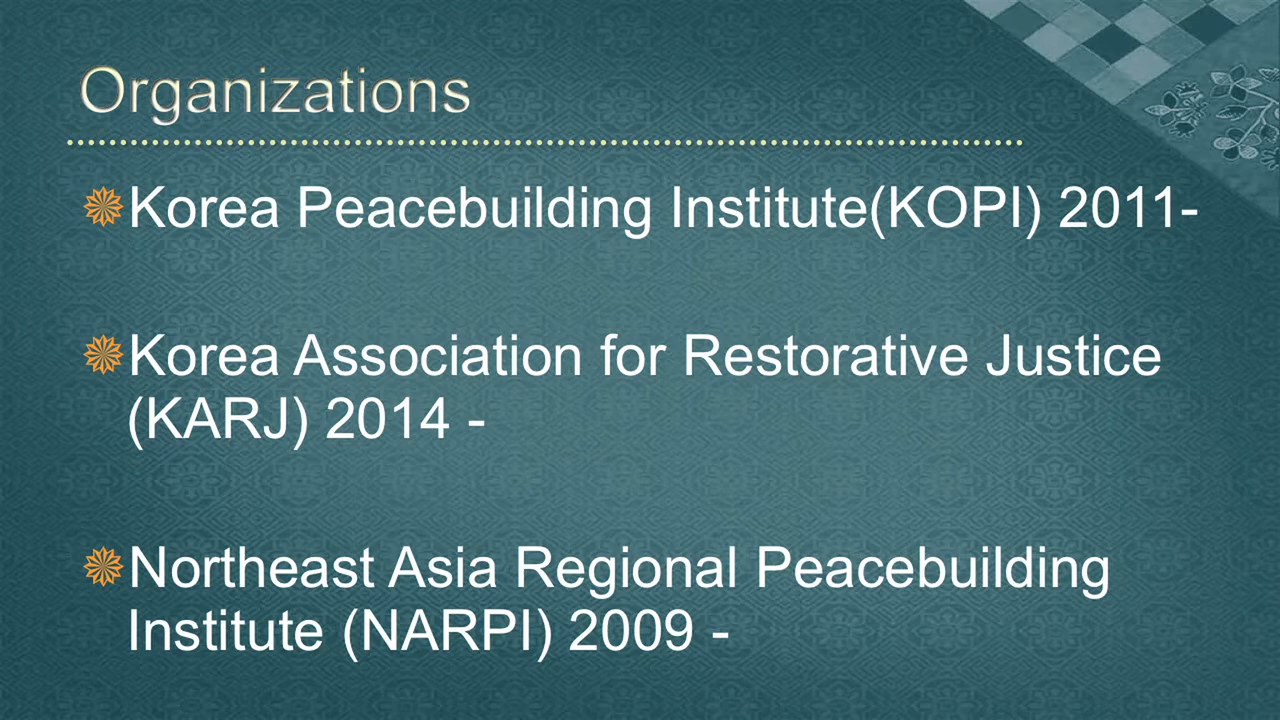 Organizations
Korea Peacebuilding Institute(KOPI) 2011-
Korea Association for Restorative Justice
(KARJ) 2014 -
Northeast Asia Regional Peacebuilding
Institute (NARPI) 2009 -